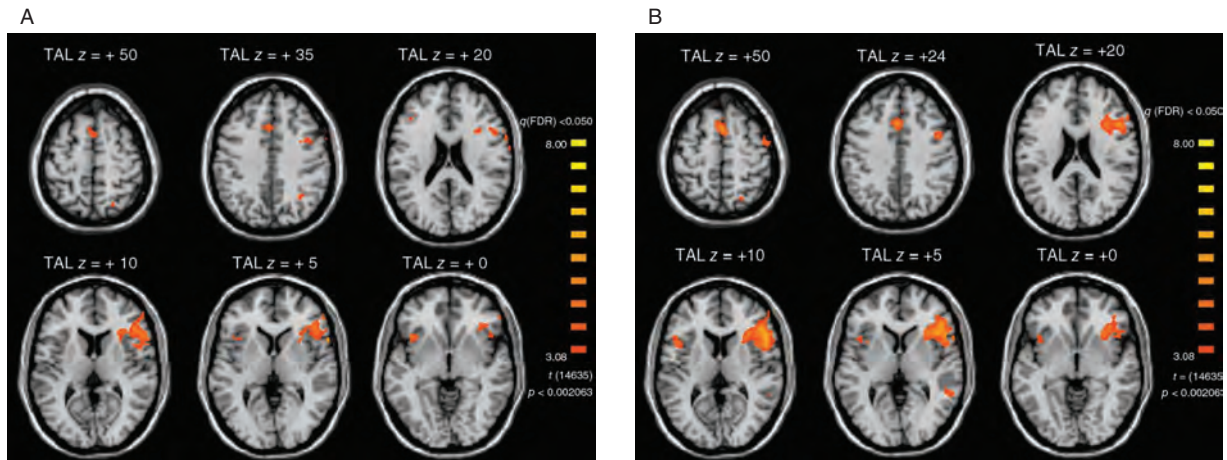 A
TAL z = + 50
TAL z = + 35
TAL z = + 20
q(FDR) <0.050
8.00
TAL z = + 10
TAL z = + 5
TAL z = + 0
3.08
t (14635)
p < 0.002063
B
TAL z = +50
TAL z = +24
TAL z = +20
q (FDR) <0.050
8.00
TAL z = +10
TAL z = +5
TAL z = +0
3.08
t = (14635
p < 0.002063